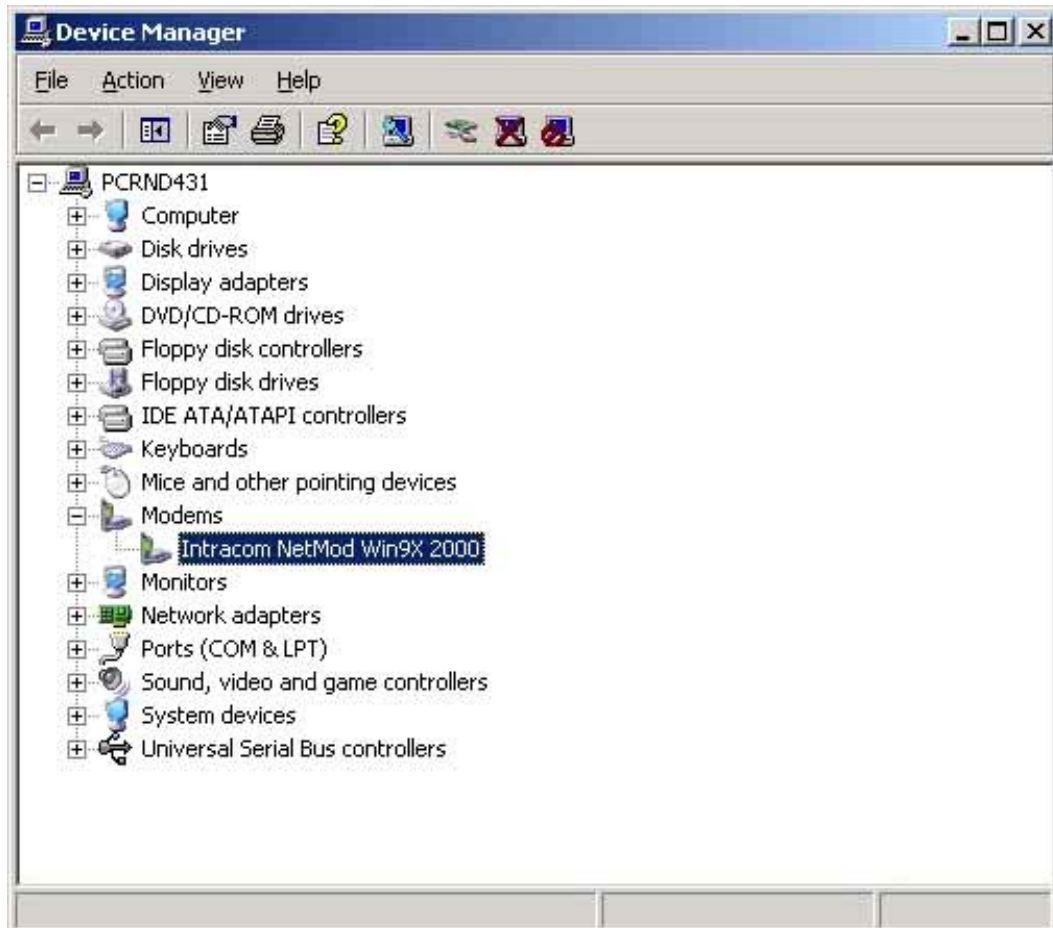 Device Manager
File Action View Help
PCRND431
Computer
Disk drives
Display adapters
DVD/CD-ROM drives
Floppy disk controllers
Floppy disk drives
IDE ATA/ATAPI controllers
Keyboards
Mice and other pointing devices
Modems
Intracom NetMod Win9X 2000
Monitors
Network adapters
Ports (COM & LPT)
Sound, video and game controllers
System devices
Universal Serial Bus controllers